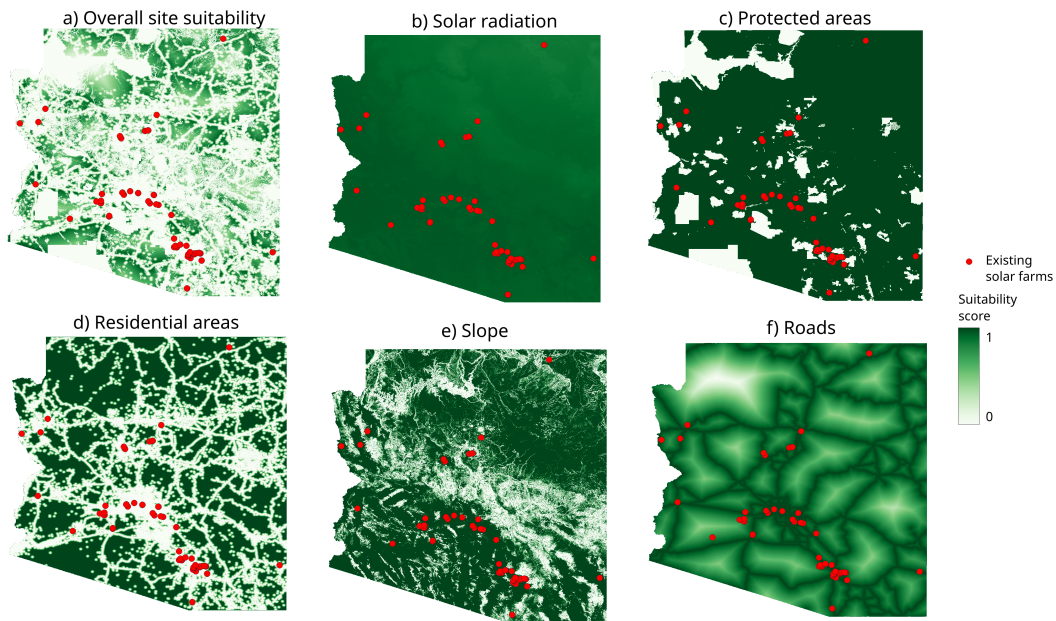 a) Overall site suitability
b) Solar radiation
c) Protected areas
Existing
solar farms
Suitability
score
1
0
d) Residential areas
e) Slope
f) Roads